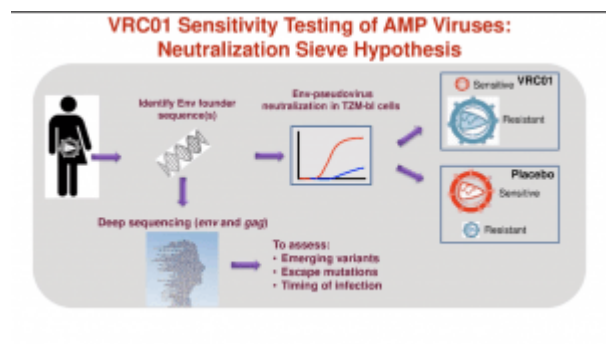 VRC01 Sensitivity Testing of AMP Viruses:
Neutralization Sieve Hypothesis
Identify Env founder
sequence(s)
Env-pseudovirus
neutralization in TZM-bl cells
VRC01
Sensitive
Resistant
Placebo
Sensitive
Resistant
Deep sequencing (env and gag)
To assess:
• Emerging variants
• Escape mutations
• Timing of infection